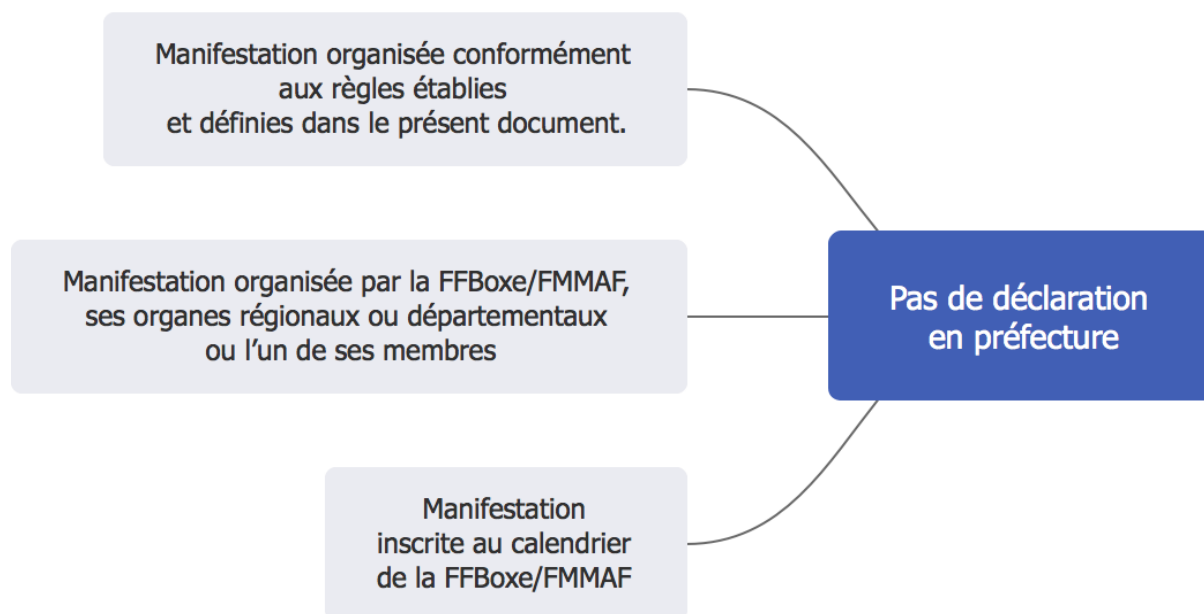 Manifestation organisée conformément
aux règles établies
et définies dans le présent document.
Manifestation organisée par la FFBoxe/FMMAF,
ses organes régionaux ou départementaux
ou l’un de ses membres
Pas de déclaration
en préfecture
Manifestation
inscrite au calendrier
de la FFBoxe/FMMAF